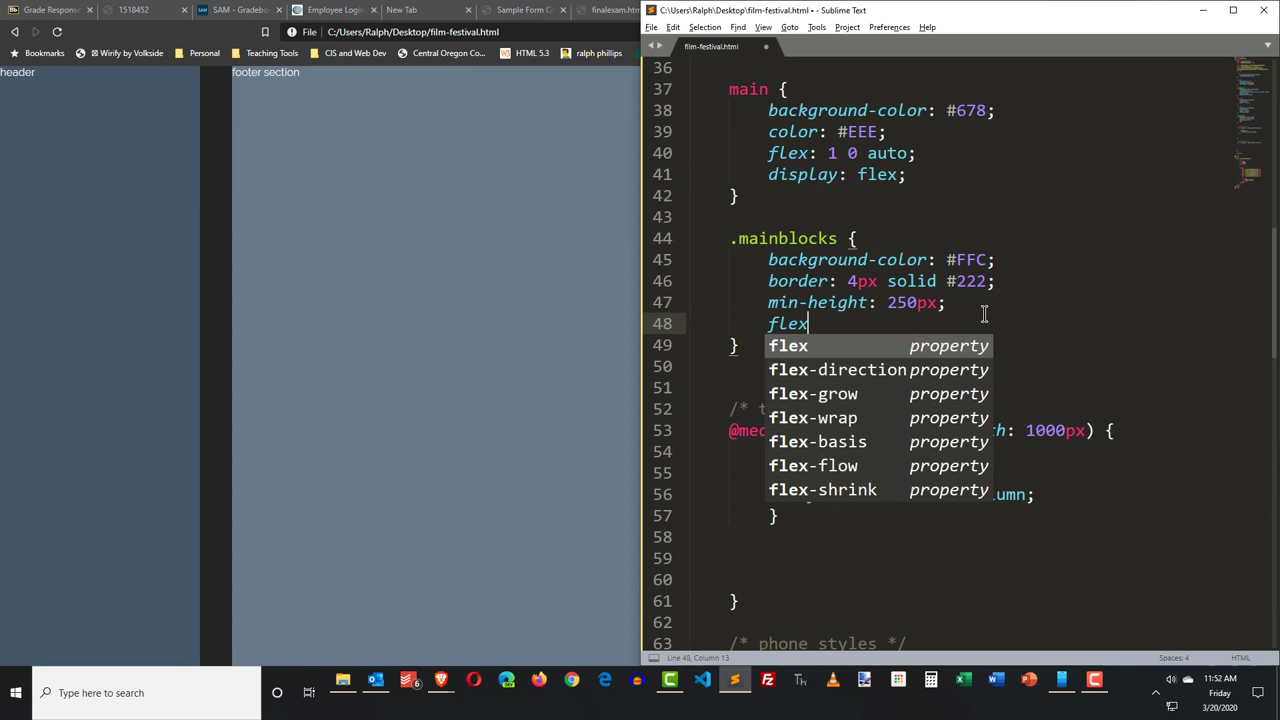 Grade Respons
1518452
SAM - Gradeb
Employee Login
New Tab
Sample Form C
finalexam.htm
File C:/Users/Ralph/Desktop/film-festival.html
Bookmarks Wirify by Volkside Personal Teaching Tools CIS and Web Dev Central Oregon Co... HTML 5.3 ralph phillips
header
footer section
C:\Users\Ralph\Desktop\film-festival.html • - Sublime Text
File Edit Selection Find View Goto Tools Project Preferences Help
film-festival.html
36
37 main {
38 background-color: #678;
39 color: #EEE;
40 flex: 1 0 auto;
41 display: flex;
42 }
43
44 .mainblocks {
45 background-color: #FFC;
46 border: 4px solid #222;
47 min-height: 250px;
48 flex
49 }
flex property
flex-direction property
flex-grow property
flex-wrap property
flex-basis property
flex-flow property
flex-shrink property
50
51
52 /* t
53 @med h: 1000px) {
54
55
56 umn;
57 }
58
59
60
61 }
62
63 /* phone styles */
Line 48, Column 13
Spaces: 4
HTML
Type here to search
11:52 AM
Friday
3/20/2020